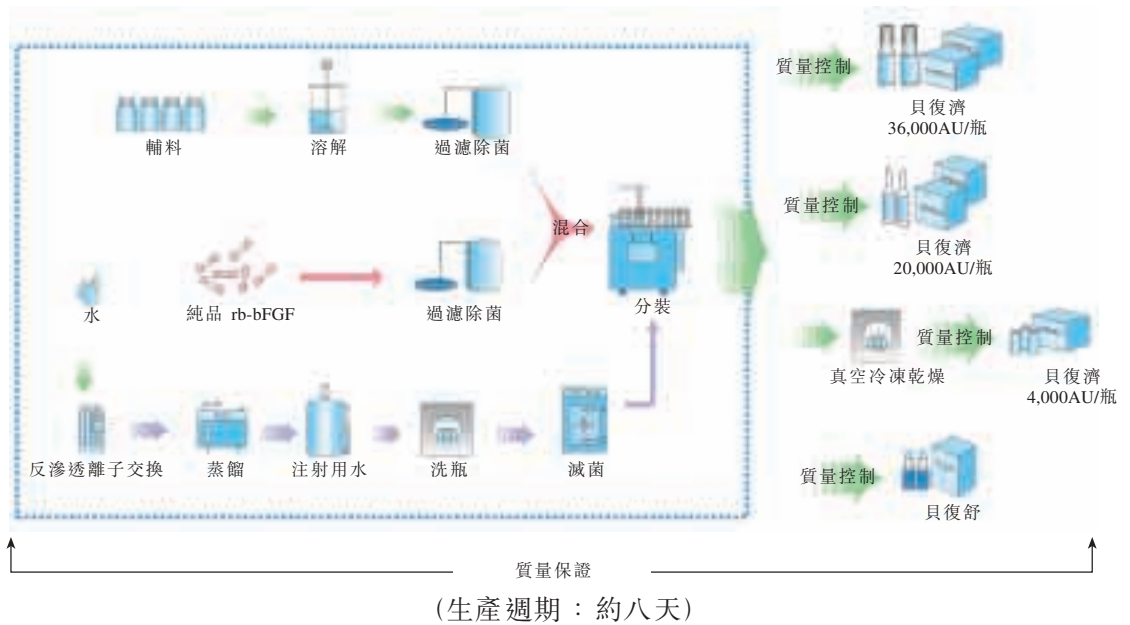 質量控制
貝復濟
36,000AU/瓶
輔料
溶解
過濾除菌
質量控制
貝復濟
20,000AU/瓶
混合
水
純品 rb-bFGF
過濾除菌
分裝
質量控制
真空冷凍乾燥
貝復濟
4,000AU/瓶
反滲透離子交換
蒸餾
注射用水
洗瓶
滅菌
質量控制
貝復舒
質量保證
(生產週期：約八天)